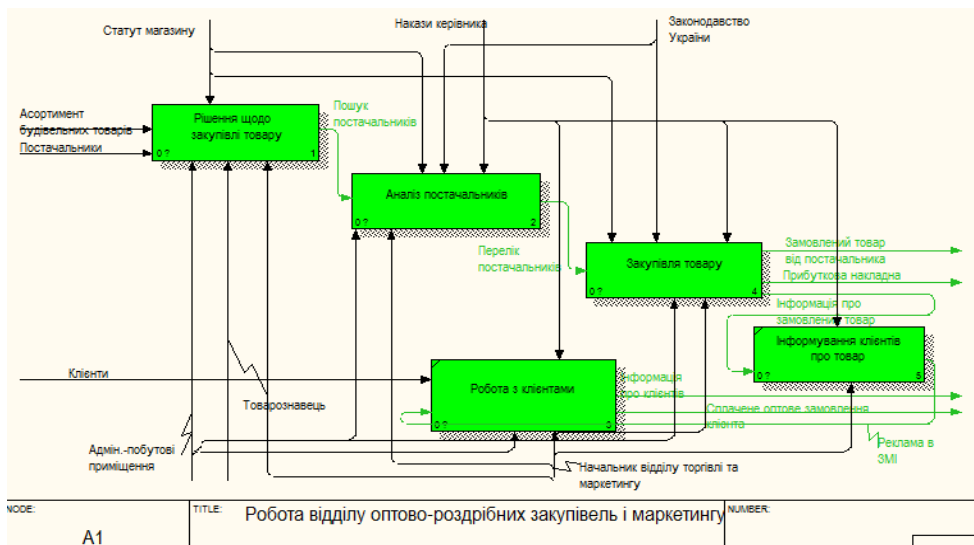 Статут магазину
Накази керівника
Законодавство
України
Асортимент
будівельних товарів
Постачальники
Рішення щодо
закупівлі товару
0 ?
1
Пошук
постачальників
Аналіз постачальників
0 ?
2
Перелік
постачальників
Закупівля товару
0 ?
4
Замовлений товар
від постачальника
Прибуткова накладна
Інформація про
замовлений товар
Інформування клієнтів
про товар
0 ?
5
Клієнти
Робота з клієнтами
0 ?
3
Інформація
про клієнтів
Сплачене оптове замовлення
клієнта
Товарознавець
Реклама в
ЗМІ
Адмін.-побутові
приміщення
Начальник відділу торгівлі та
маркетингу
NODE:
A1
TITLE:
Робота відділу оптово-роздрібних закупівель і маркетингу
NUMBER: